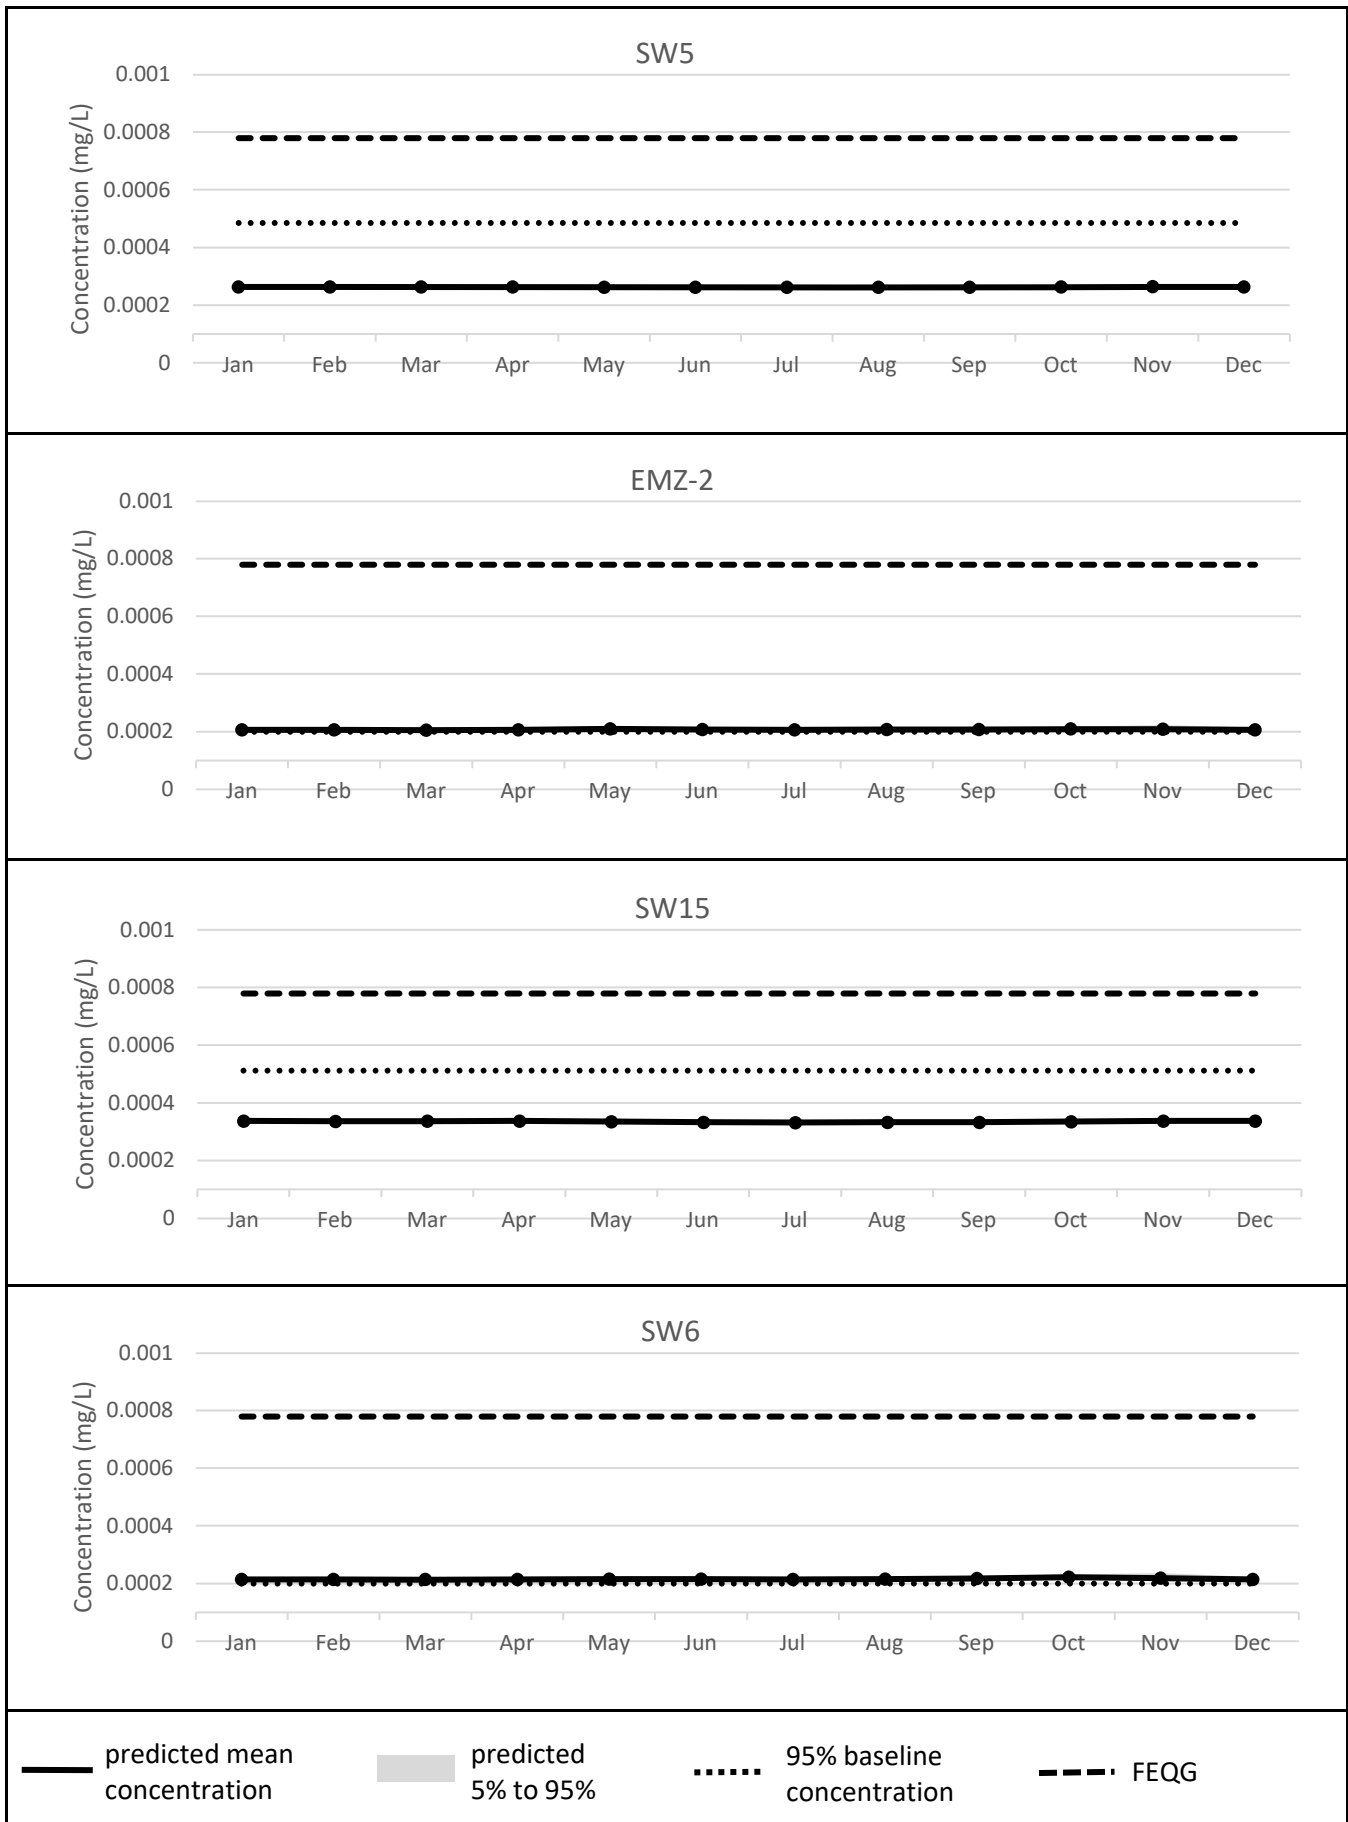 SW5
Concentration (mg/L)
0.001
0.0008
0.0006
0.0004
0.0002
0
Jan Feb Mar Apr May Jun Jul Aug Sep Oct Nov Dec
EMZ-2
Concentration (mg/L)
0.001
0.0008
0.0006
0.0004
0.0002
0
Jan Feb Mar Apr May Jun Jul Aug Sep Oct Nov Dec
SW15
Concentration (mg/L)
0.001
0.0008
0.0006
0.0004
0.0002
0
Jan Feb Mar Apr May Jun Jul Aug Sep Oct Nov Dec
SW6
Concentration (mg/L)
0.001
0.0008
0.0006
0.0004
0.0002
0
Jan Feb Mar Apr May Jun Jul Aug Sep Oct Nov Dec
predicted mean
concentration
predicted
5% to 95%
95% baseline
concentration
FEQG